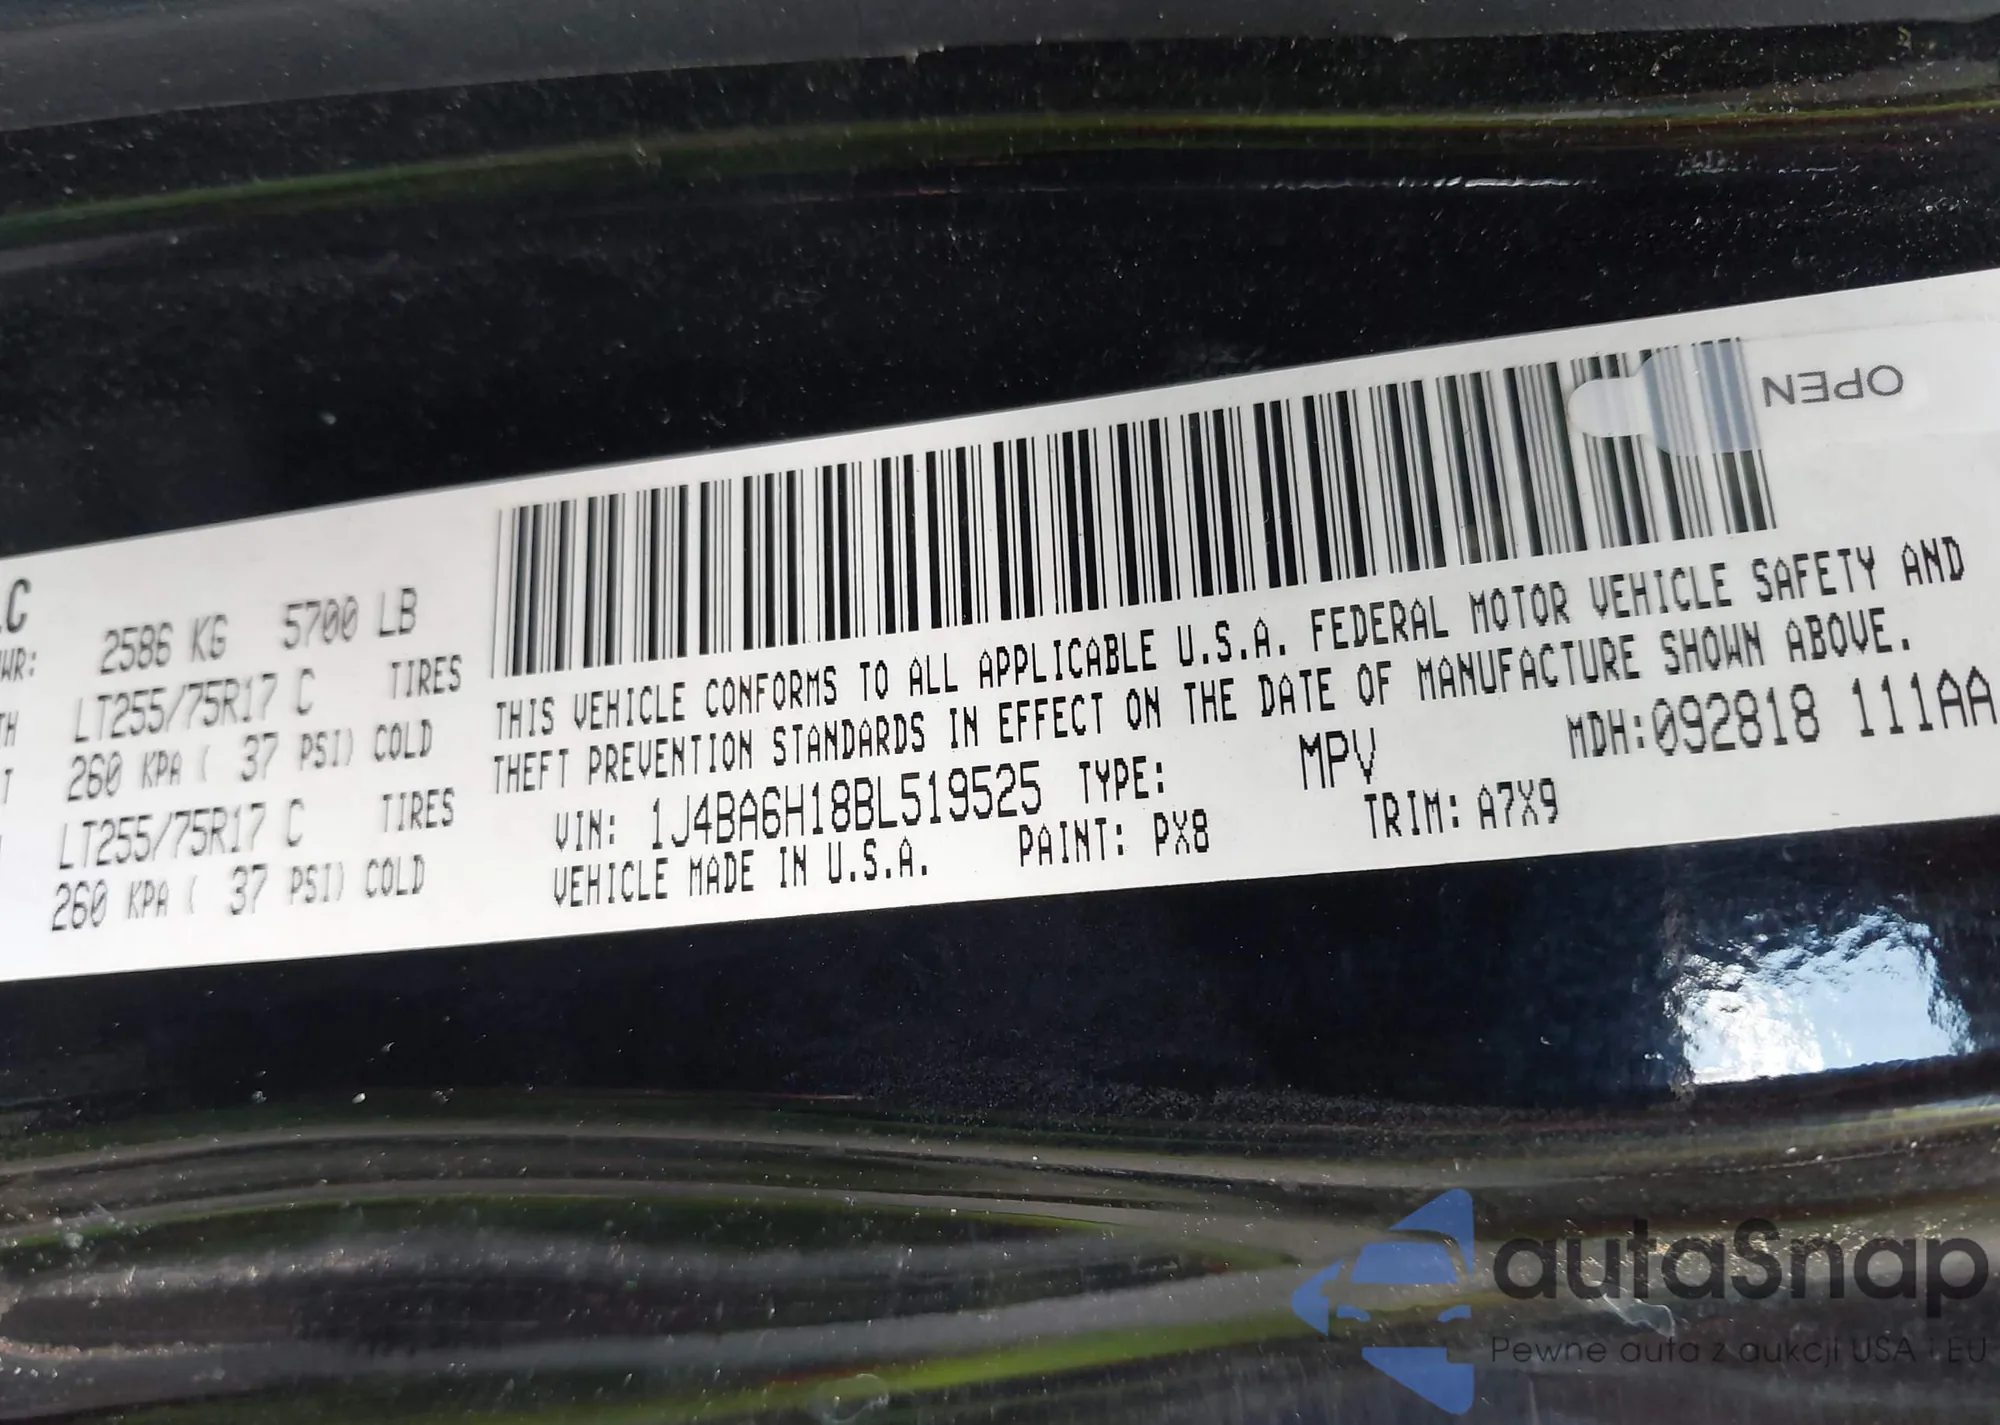 LC
WR: 2586 KG 5700 LB
TH LT255/75R17 C TIRES
T 260 KPA ( 37 PSI) COLD
LT255/75R17 C TIRES
260 KPA ( 37 PSI) COLD
OPEN
THIS VEHICLE CONFORMS TO ALL APPLICABLE U.S.A. FEDERAL MOTOR VEHICLE SAFETY AND
THEFT PREVENTION STANDARDS IN EFFECT ON THE DATE OF MANUFACTURE SHOWN ABOVE.
VIN: 1J4BA6H18BL519525 TYPE: MPV MDH:092818 111AA
VEHICLE MADE IN U.S.A. PAINT: PX8 TRIM: A7X9
autaSnap
Pewne auta z aukcji USA i EU